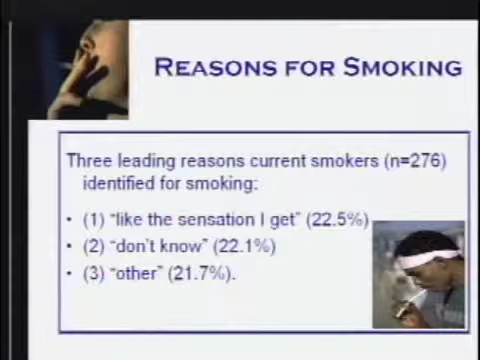 REASONS FOR SMOKING
Three leading reasons current smokers (n=276)
identified for smoking:
• (1) “like the sensation I get” (22.5%)
• (2) “don’t know” (22.1%)
• (3) “other” (21.7%).